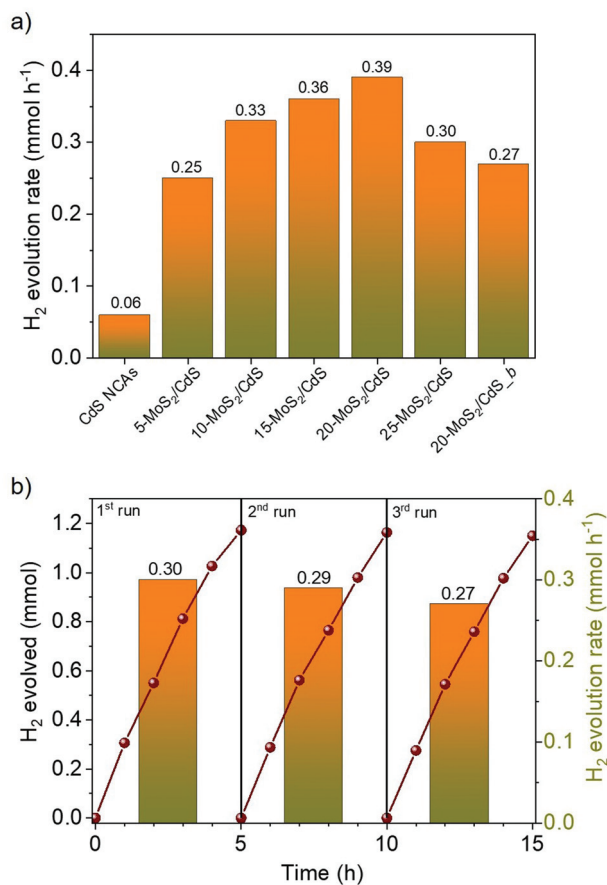 a)
H₂ evolution rate (mmol h⁻¹)
0.4
0.3
0.2
0.1
0.0
0.06
0.25
0.33
0.36
0.39
0.30
0.27
CdS NCAs
5-MoS₂/CdS
10-MoS₂/CdS
15-MoS₂/CdS
20-MoS₂/CdS
25-MoS₂/CdS
20-MoS₂/CdS_b
b)
H₂ evolved (mmol)
1.2
1.0
0.8
0.6
0.4
0.2
0.0
1st run
2nd run
3rd run
0.30
0.29
0.27
0.4
0.3
0.2
0.1
0.0
H₂ evolution rate (mmol h⁻¹)
0
5
10
15
Time (h)